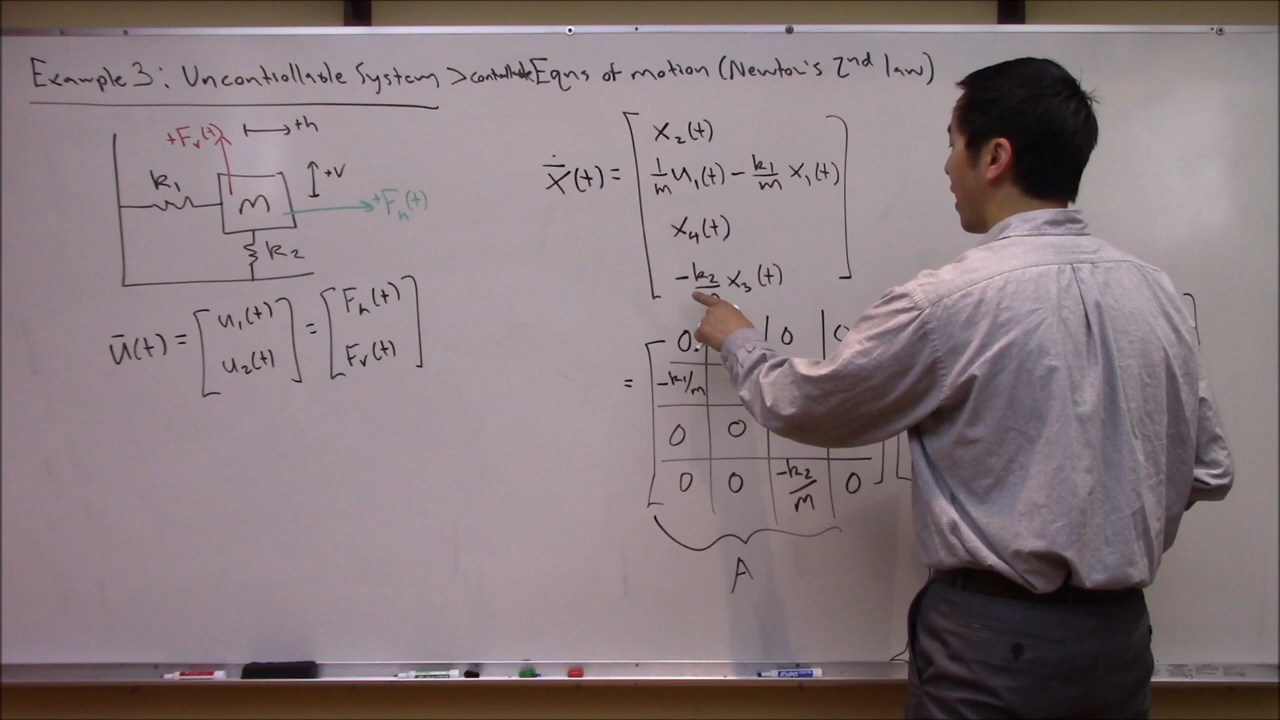 Example 3: Uncontrollable System > controllable Eqns of motion (Newton's 2nd law)
+Fv(t)
+h
+v
k1
m
+Fh(t)
k2
ū(t) = [u1(t) u2(t)] = [Fh(t) Fv(t)]
ẋ̄(t) =
x2(t)
1/m u1(t) - k1/m x1(t)
x4(t)
-k2/ x3(t)
=
0 0
-k1/m
0 0
0 0 -k2/m 0
A